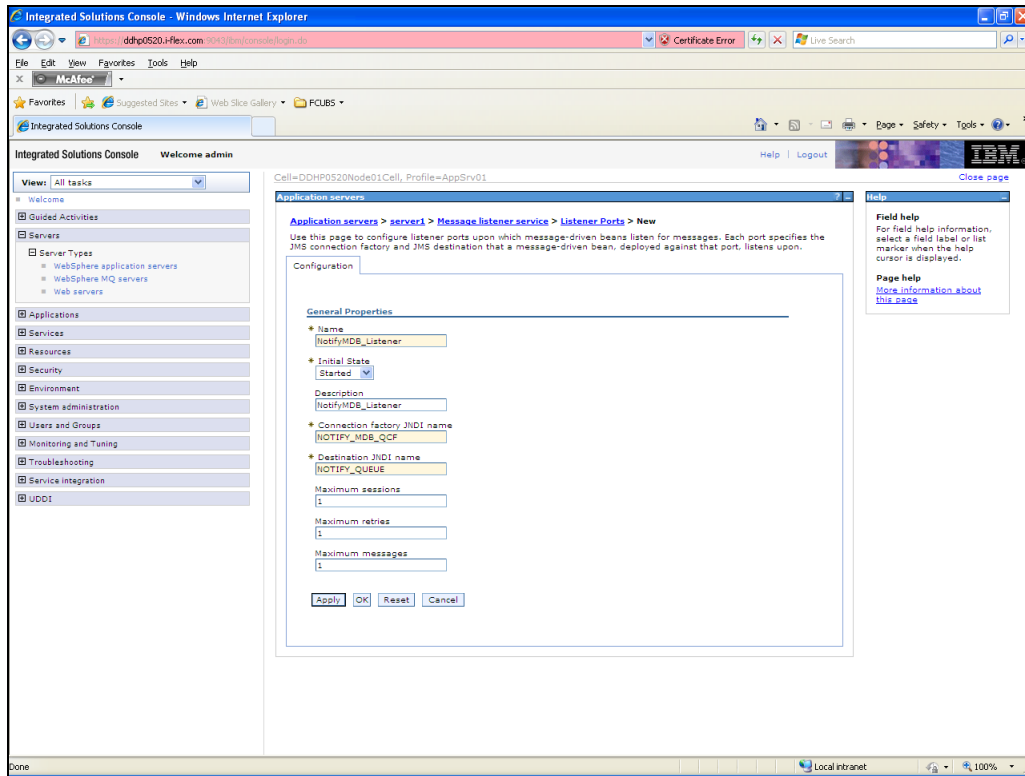 Integrated Solutions Console - Windows Internet Explorer
https://ddhp0520.i-flex.com:9043/ibm/console/login.do
Certificate Error
Live Search
File Edit View Favorites Tools Help
x McAfee
Favorites Suggested Sites Web Slice Gallery FCUBS
Integrated Solutions Console
Page Safety Tools
Integrated Solutions Console Welcome admin
Help | Logout
IBM.
View: All tasks
Cell=DDHP0520Node01Cell, Profile=AppSrv01
Close page
Welcome
Guided Activities
Servers
Server Types
WebSphere application servers
WebSphere MQ servers
Web servers
Applications
Services
Resources
Security
Environment
System administration
Users and Groups
Monitoring and Tuning
Troubleshooting
Service integration
UDDI
Application servers
? -
Application servers > server1 > Message listener service > Listener Ports > New
Use this page to configure listener ports upon which message-driven beans listen for messages. Each port specifies the
JMS connection factory and JMS destination that a message-driven bean, deployed against that port, listens upon.
Configuration
General Properties
* Name
NotifyMDB_Listener
* Initial State
Started
Description
NotifyMDB_Listener
* Connection factory JNDI name
NOTIFY_MDB_QCF
* Destination JNDI name
NOTIFY_QUEUE
Maximum sessions
1
Maximum retries
1
Maximum messages
1
Apply OK Reset Cancel
Help
Field help
For field help information,
select a field label or list
marker when the help
cursor is displayed.
Page help
More information about
this page
Done
Local intranet
100%